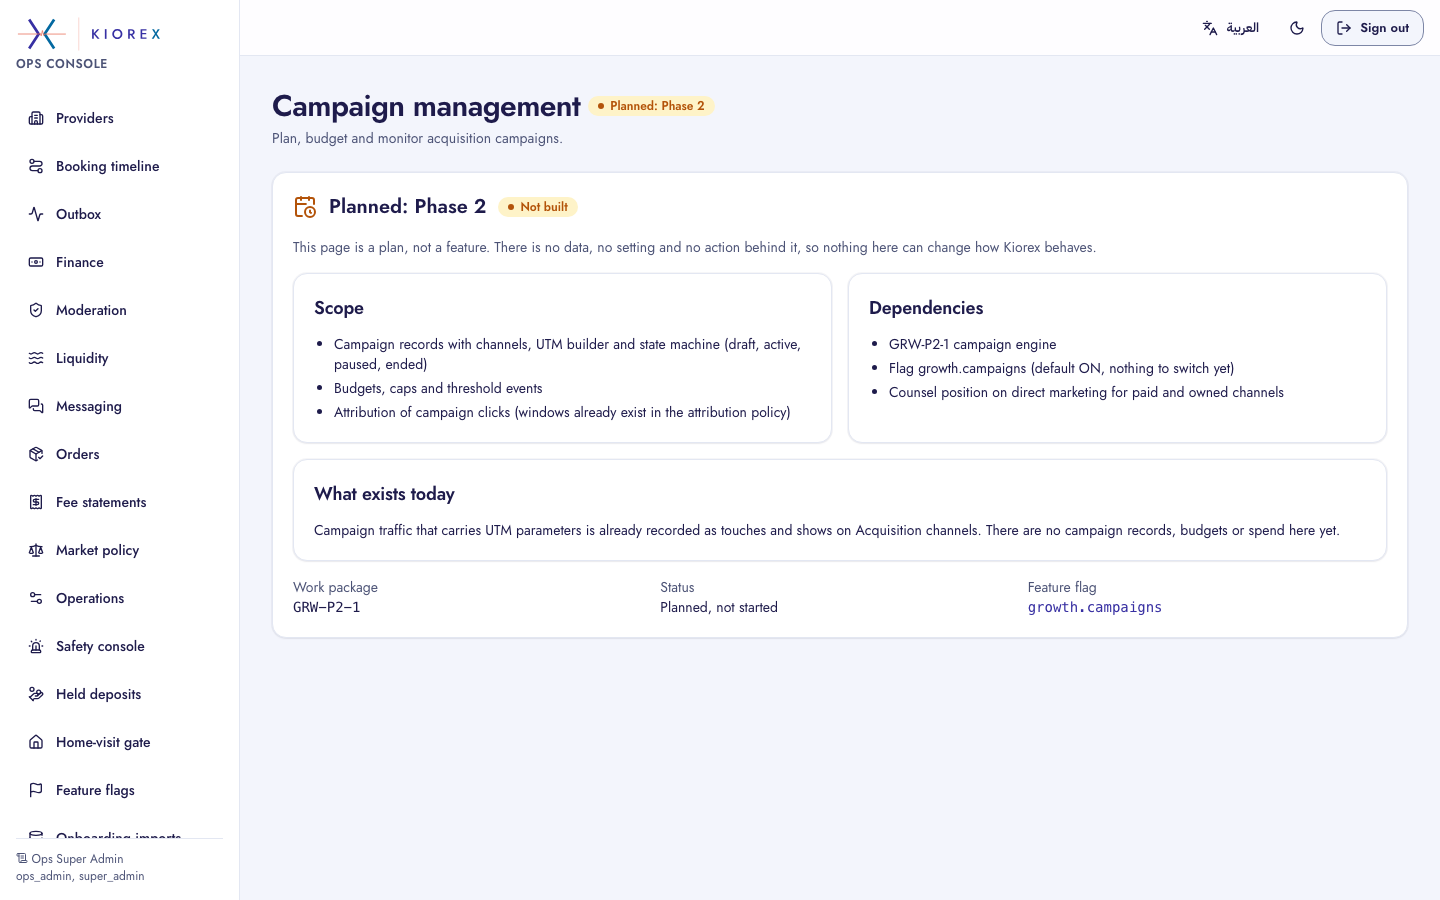 KIOREX
OPS CONSOLE
العربية
Sign out
Providers
Booking timeline
Outbox
Finance
Moderation
Liquidity
Messaging
Orders
Fee statements
Market policy
Operations
Safety console
Held deposits
Home-visit gate
Feature flags
Onboarding imports
Ops Super Admin
ops_admin, super_admin
Campaign management
Planned: Phase 2
Plan, budget and monitor acquisition campaigns.
Planned: Phase 2
Not built
This page is a plan, not a feature. There is no data, no setting and no action behind it, so nothing here can change how Kiorex behaves.
Scope
Campaign records with channels, UTM builder and state machine (draft, active,
paused, ended)
Budgets, caps and threshold events
Attribution of campaign clicks (windows already exist in the attribution policy)
Dependencies
GRW-P2-1 campaign engine
Flag growth.campaigns (default ON, nothing to switch yet)
Counsel position on direct marketing for paid and owned channels
What exists today
Campaign traffic that carries UTM parameters is already recorded as touches and shows on Acquisition channels. There are no campaign records, budgets or spend here yet.
Work package
GRW-P2-1
Status
Planned, not started
Feature flag
growth.campaigns